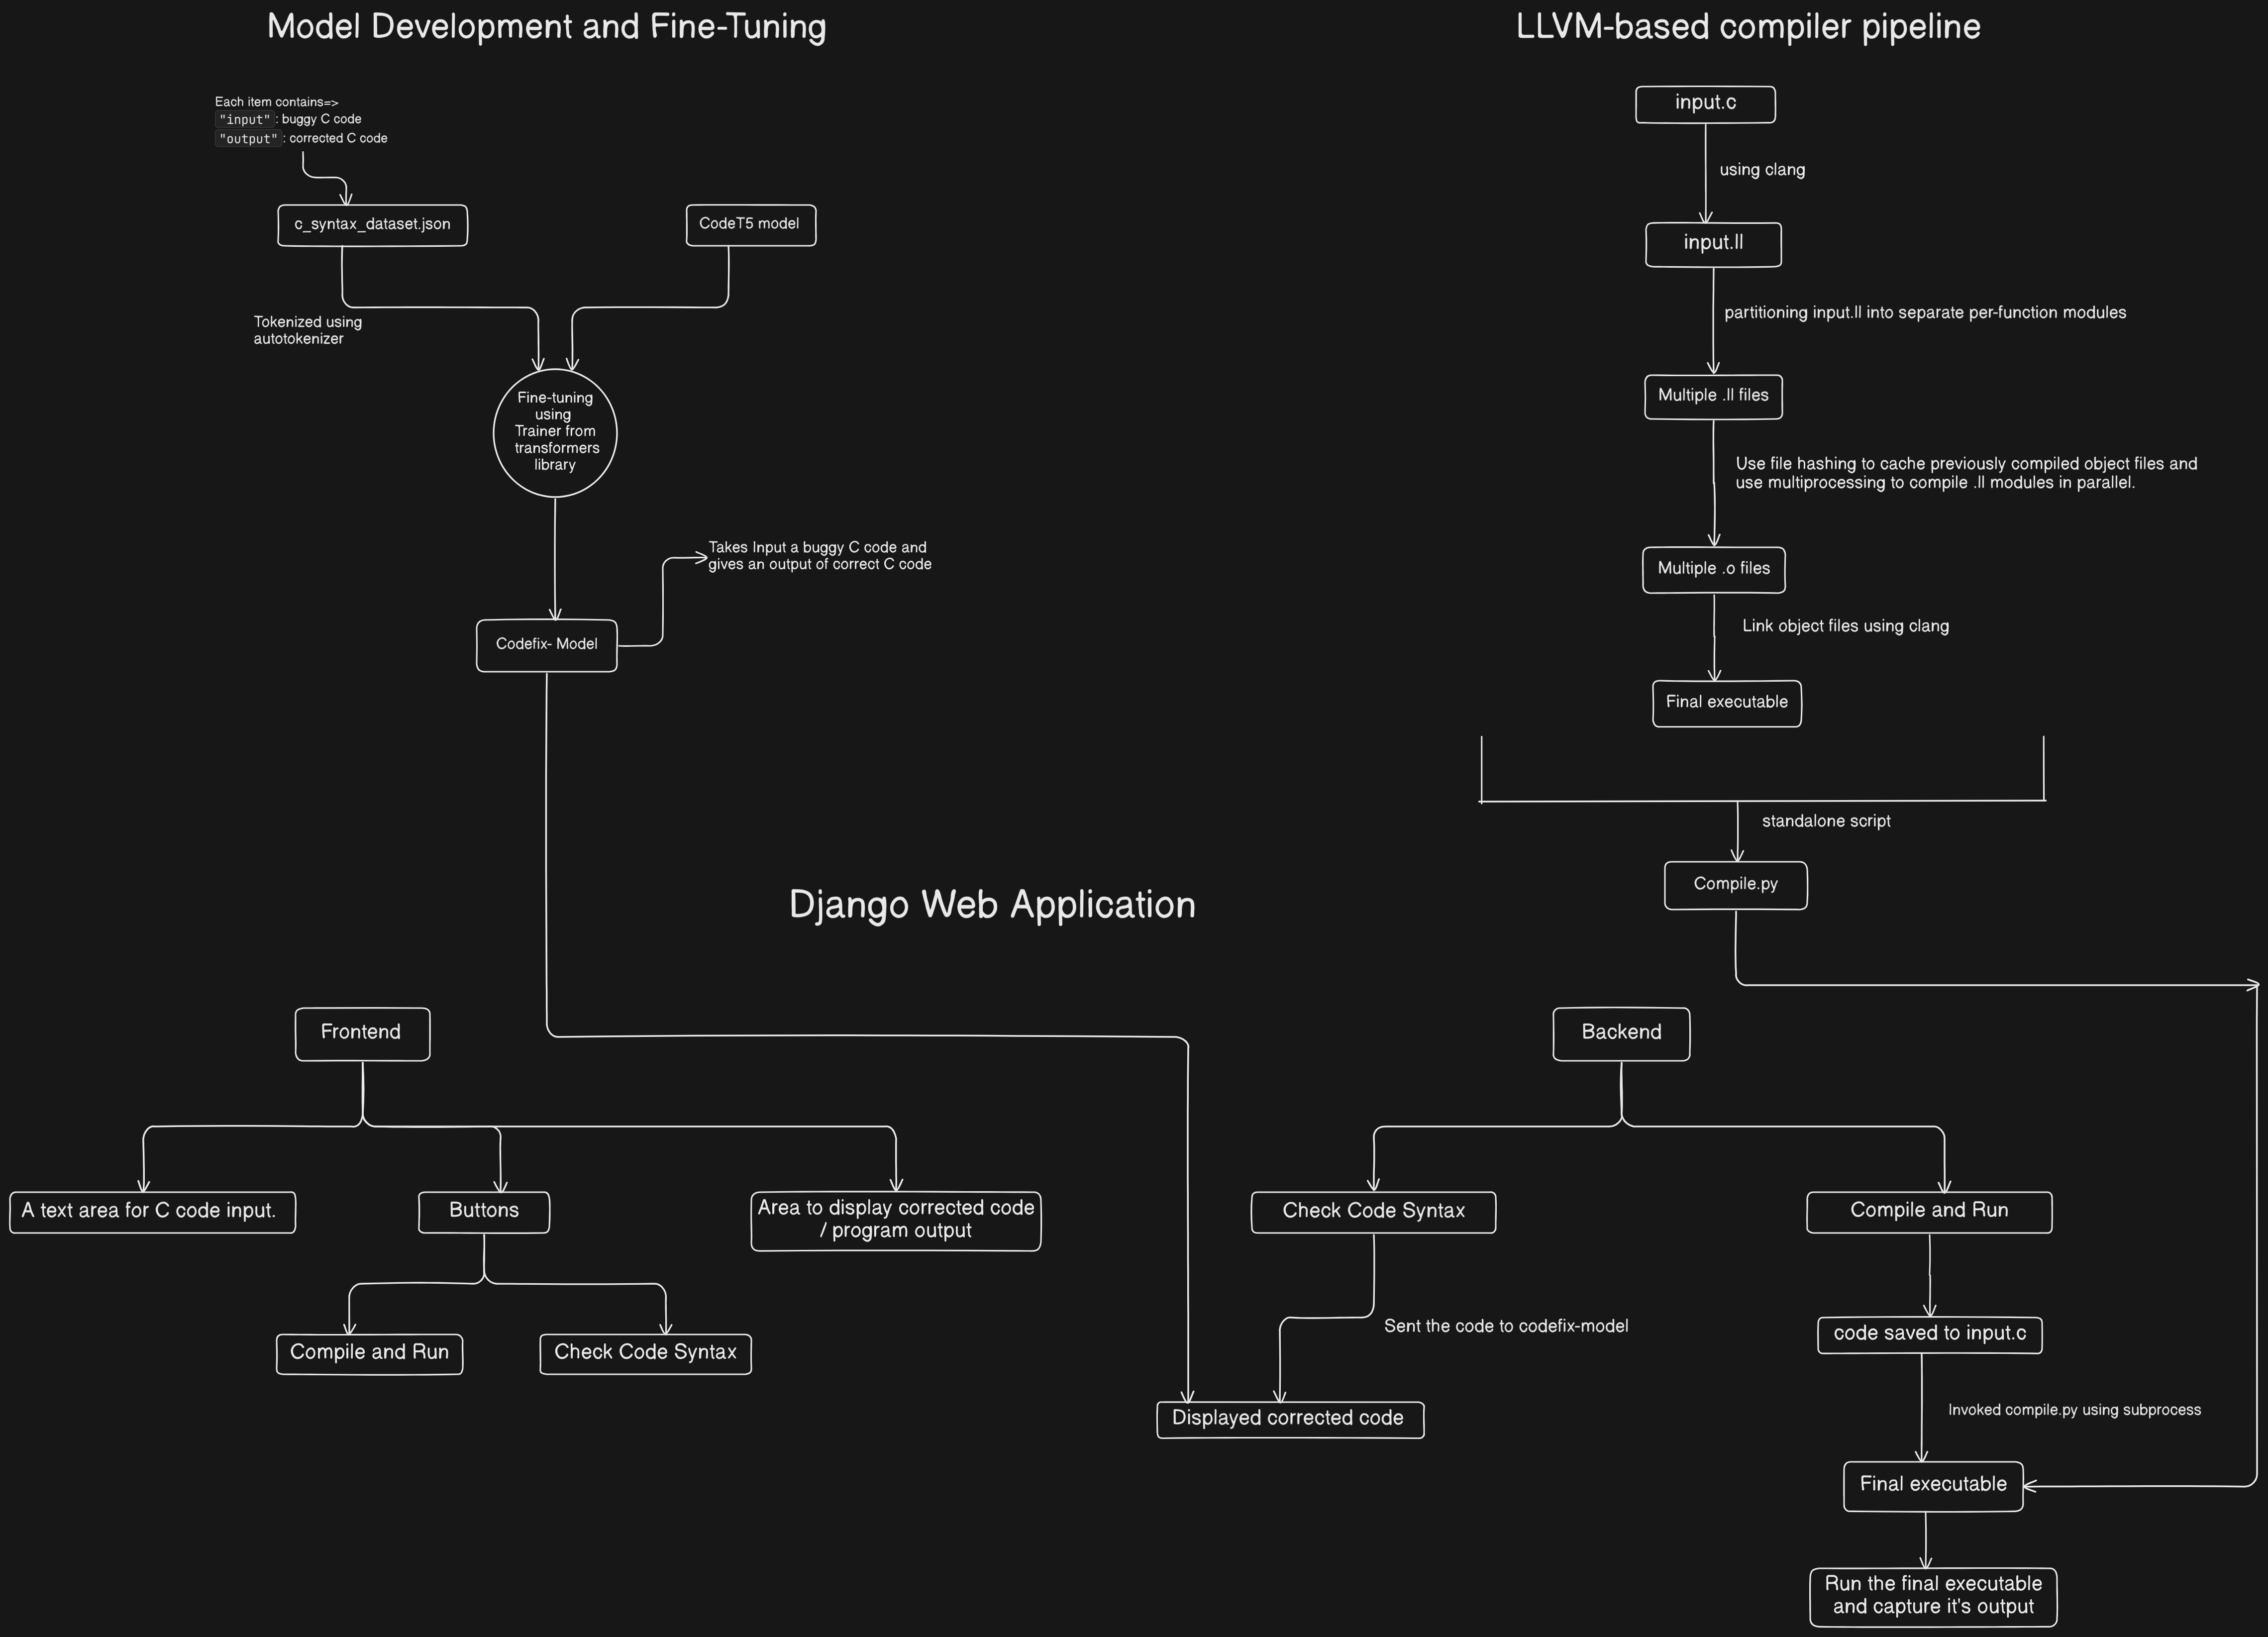 Model Development and Fine-Tuning
Each item contains=>
"input": buggy C code
"output": corrected C code
c_syntax_dataset.json
CodeT5 model
Tokenized using
autotokenizer
Fine-tuning
using
Trainer from
transformers
library
Takes Input a buggy C code and
gives an output of correct C code
Codefix- Model
LLVM-based compiler pipeline
input.c
using clang
input.ll
partitioning input.ll into separate per-function modules
Multiple .ll files
Use file hashing to cache previously compiled object files and
use multiprocessing to compile .ll modules in parallel.
Multiple .o files
Link object files using clang
Final executable
standalone script
Compile.py
Django Web Application
Frontend
A text area for C code input.
Buttons
Area to display corrected code
/ program output
Compile and Run
Check Code Syntax
Backend
Check Code Syntax
Compile and Run
Sent the code to codefix-model
Displayed corrected code
code saved to input.c
Invoked compile.py using subprocess
Final executable
Run the final executable
and capture it's output